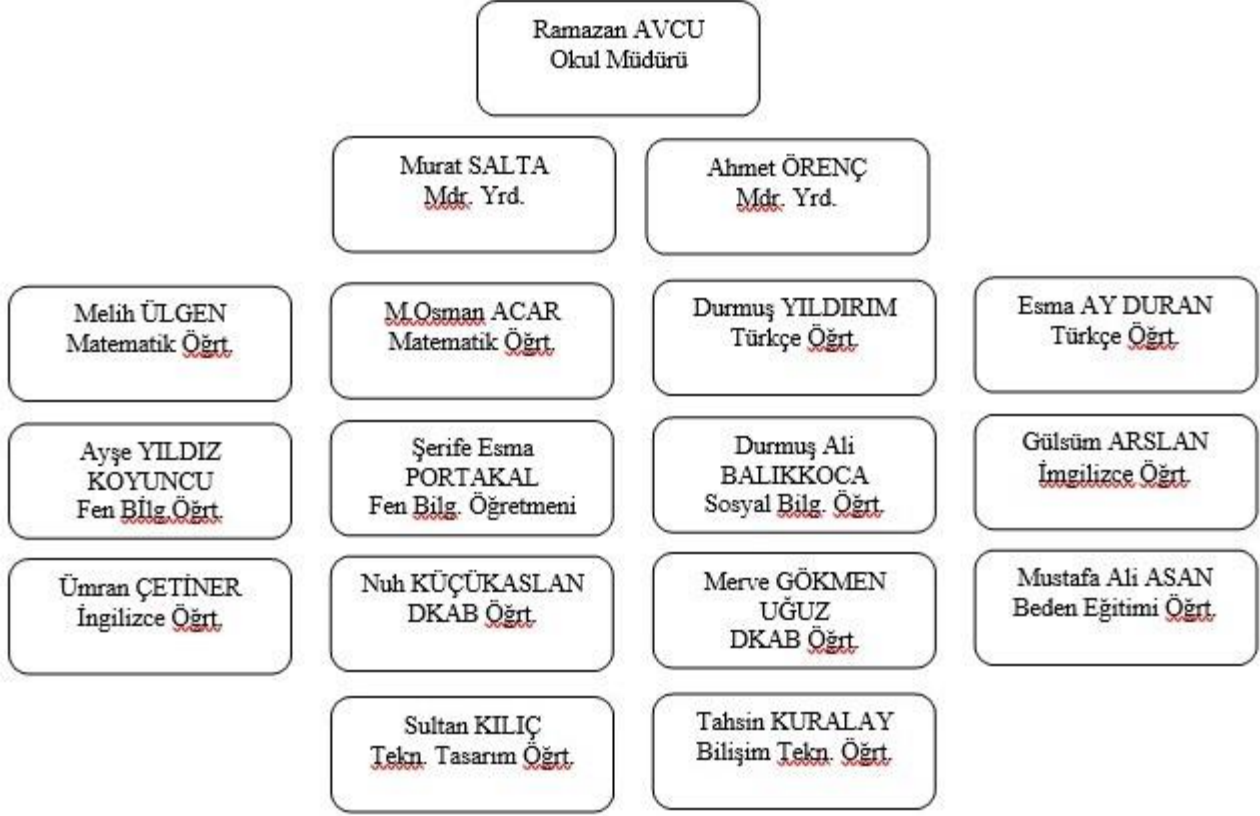 Ramazan AVCU
Okul Müdürü
Murat SALTA
Mdr. Yrd.
Ahmet ÖRENÇ
Mdr. Yrd.
Melih ÜLGEN
Matematik Öğrt.
M.Osman ACAR
Matematik Öğrt.
Durmuş YILDIRIM
Türkçe Öğrt.
Esma AY DURAN
Türkçe Öğrt.
Ayşe YILDIZ
KOYUNCU
Fen Bİlg.Öğrt.
Şerife Esma
PORTAKAL
Fen Bilg. Öğretmeni
Durmuş Ali
BALIKKOCA
Sosyal Bilg. Öğrt.
Gülsüm ARSLAN
İmgilizce Öğrt.
Ümran ÇETİNER
İngilizce Öğrt.
Nuh KÜÇÜKASLAN
DKAB Öğrt.
Merve GÖKMEN
UĞUZ
DKAB Öğrt.
Mustafa Ali ASAN
Beden Eğitimi Öğrt.
Sultan KILIÇ
Tekn. Tasarım Öğrt.
Tahsin KURALAY
Bilişim Tekn. Öğrt.